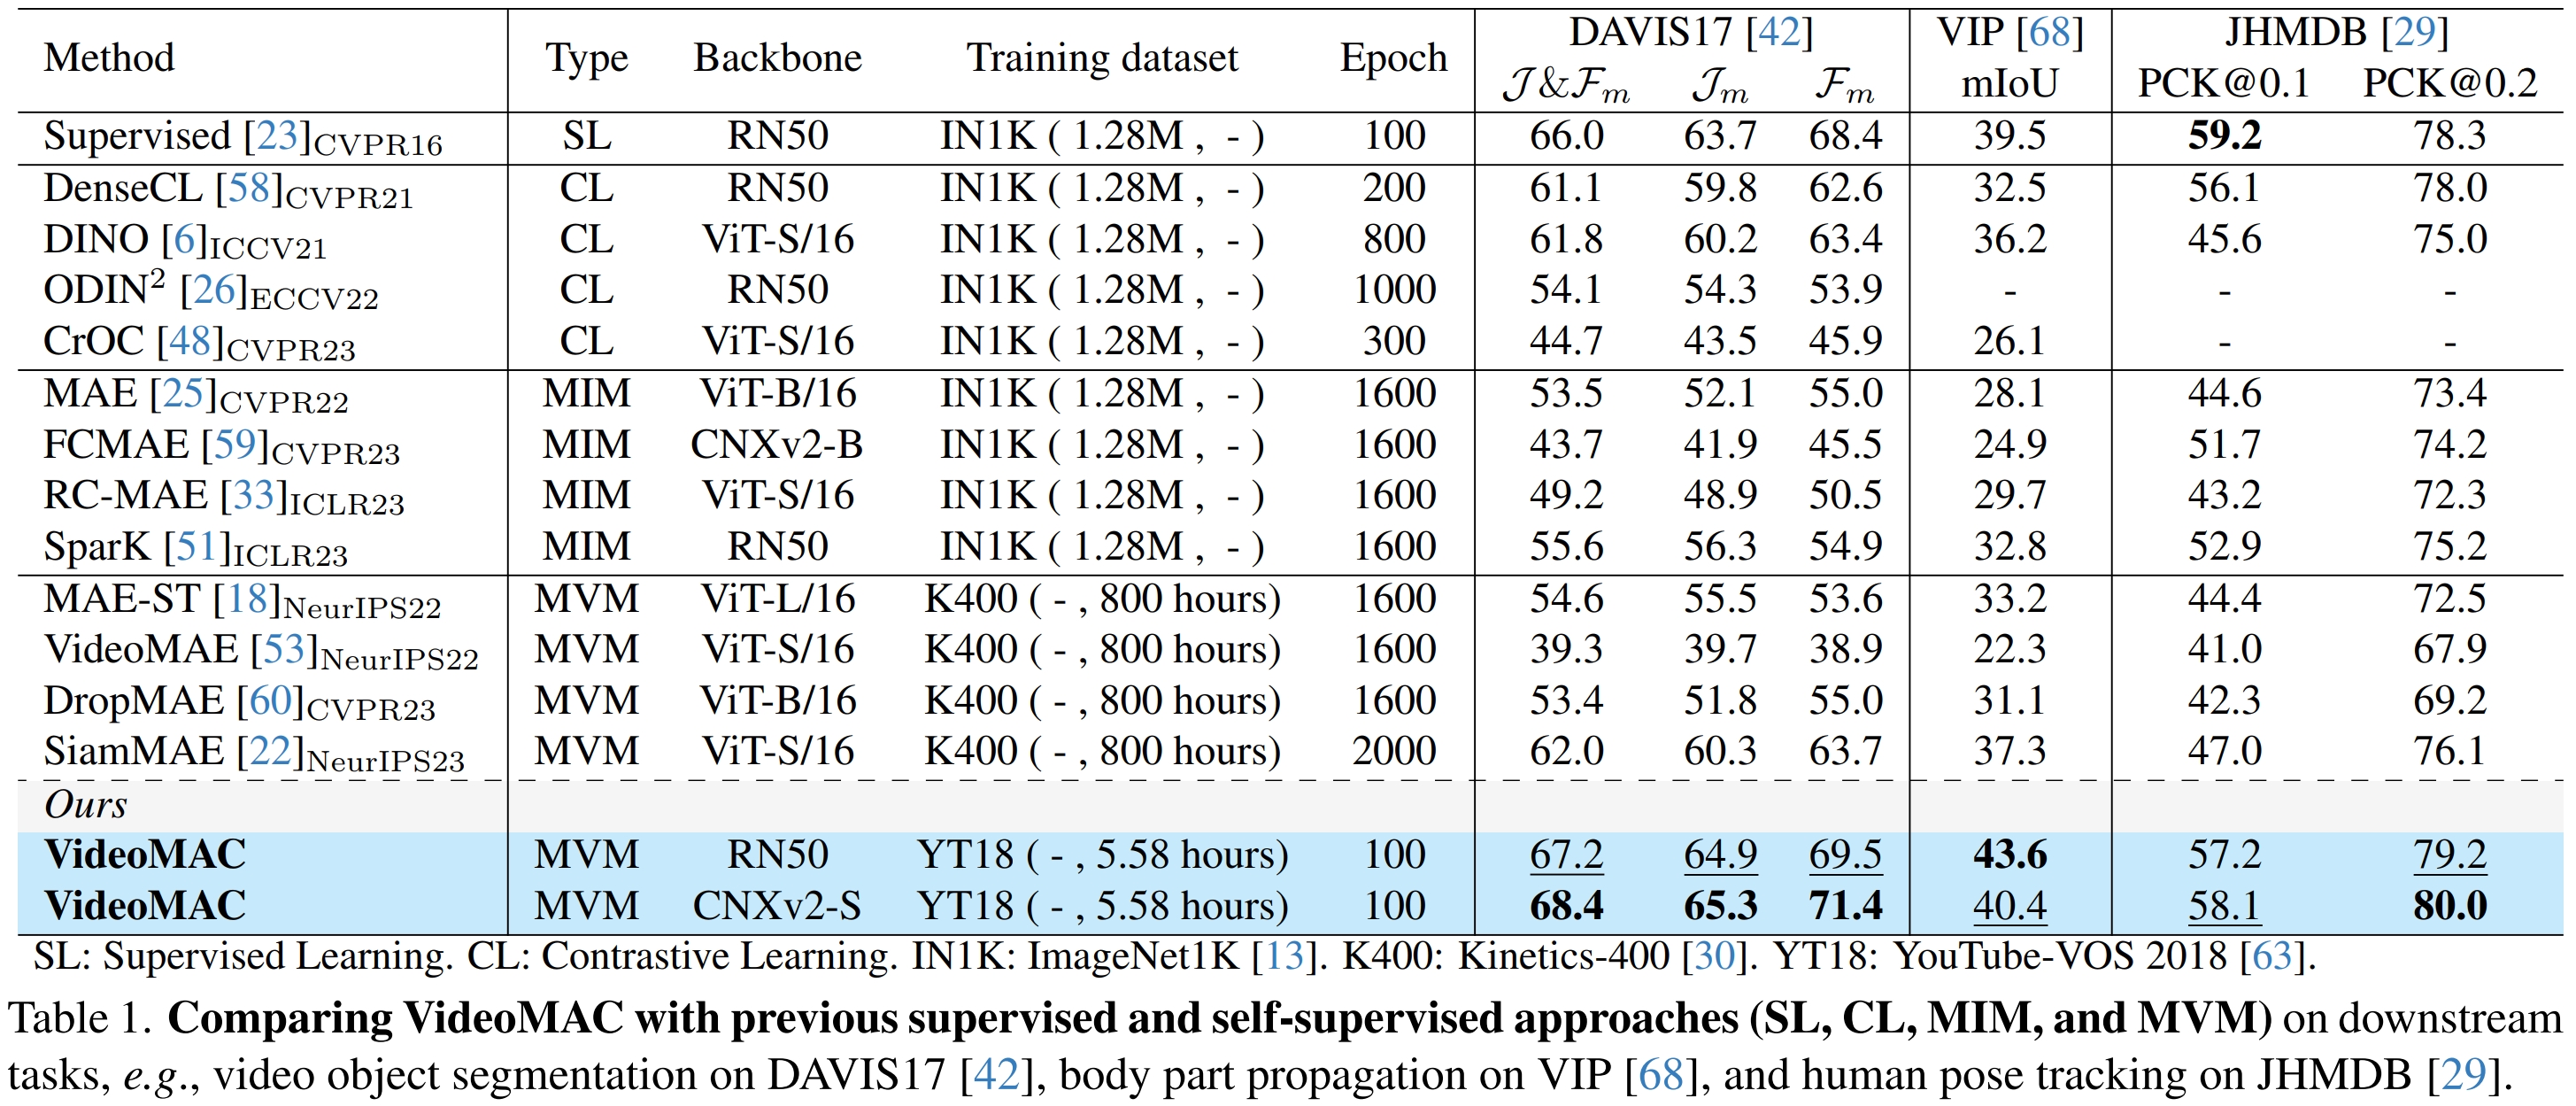 Method Type Backbone Training dataset Epoch DAVIS17 [42] VIP [68] JHMDB [29]
J&Fm Jm Fm mIoU PCK@0.1 PCK@0.2
Supervised [23]CVPR16 SL RN50 IN1K ( 1.28M , - ) 100 66.0 63.7 68.4 39.5 59.2 78.3
DenseCL [58]CVPR21 CL RN50 IN1K ( 1.28M , - ) 200 61.1 59.8 62.6 32.5 56.1 78.0
DINO [6]ICCV21 CL ViT-S/16 IN1K ( 1.28M , - ) 800 61.8 60.2 63.4 36.2 45.6 75.0
ODIN² [26]ECCV22 CL RN50 IN1K ( 1.28M , - ) 1000 54.1 54.3 53.9 - - -
CrOC [48]CVPR23 CL ViT-S/16 IN1K ( 1.28M , - ) 300 44.7 43.5 45.9 26.1 - -
MAE [25]CVPR22 MIM ViT-B/16 IN1K ( 1.28M , - ) 1600 53.5 52.1 55.0 28.1 44.6 73.4
FCMAE [59]CVPR23 MIM CNXv2-B IN1K ( 1.28M , - ) 1600 43.7 41.9 45.5 24.9 51.7 74.2
RC-MAE [33]ICLR23 MIM ViT-S/16 IN1K ( 1.28M , - ) 1600 49.2 48.9 50.5 29.7 43.2 72.3
SparK [51]ICLR23 MIM RN50 IN1K ( 1.28M , - ) 1600 55.6 56.3 54.9 32.8 52.9 75.2
MAE-ST [18]NeurIPS22 MVM ViT-L/16 K400 ( - , 800 hours) 1600 54.6 55.5 53.6 33.2 44.4 72.5
VideoMAE [53]NeurIPS22 MVM ViT-S/16 K400 ( - , 800 hours) 1600 39.3 39.7 38.9 22.3 41.0 67.9
DropMAE [60]CVPR23 MVM ViT-B/16 K400 ( - , 800 hours) 1600 53.4 51.8 55.0 31.1 42.3 69.2
SiamMAE [22]NeurIPS23 MVM ViT-S/16 K400 ( - , 800 hours) 2000 62.0 60.3 63.7 37.3 47.0 76.1
Ours
VideoMAC MVM RN50 YT18 ( - , 5.58 hours) 100 67.2 64.9 69.5 43.6 57.2 79.2
VideoMAC MVM CNXv2-S YT18 ( - , 5.58 hours) 100 68.4 65.3 71.4 40.4 58.1 80.0
SL: Supervised Learning. CL: Contrastive Learning. IN1K: ImageNet1K [13]. K400: Kinetics-400 [30]. YT18: YouTube-VOS 2018 [63].
Table 1. Comparing VideoMAC with previous supervised and self-supervised approaches (SL, CL, MIM, and MVM) on downstream
tasks, e.g., video object segmentation on DAVIS17 [42], body part propagation on VIP [68], and human pose tracking on JHMDB [29].